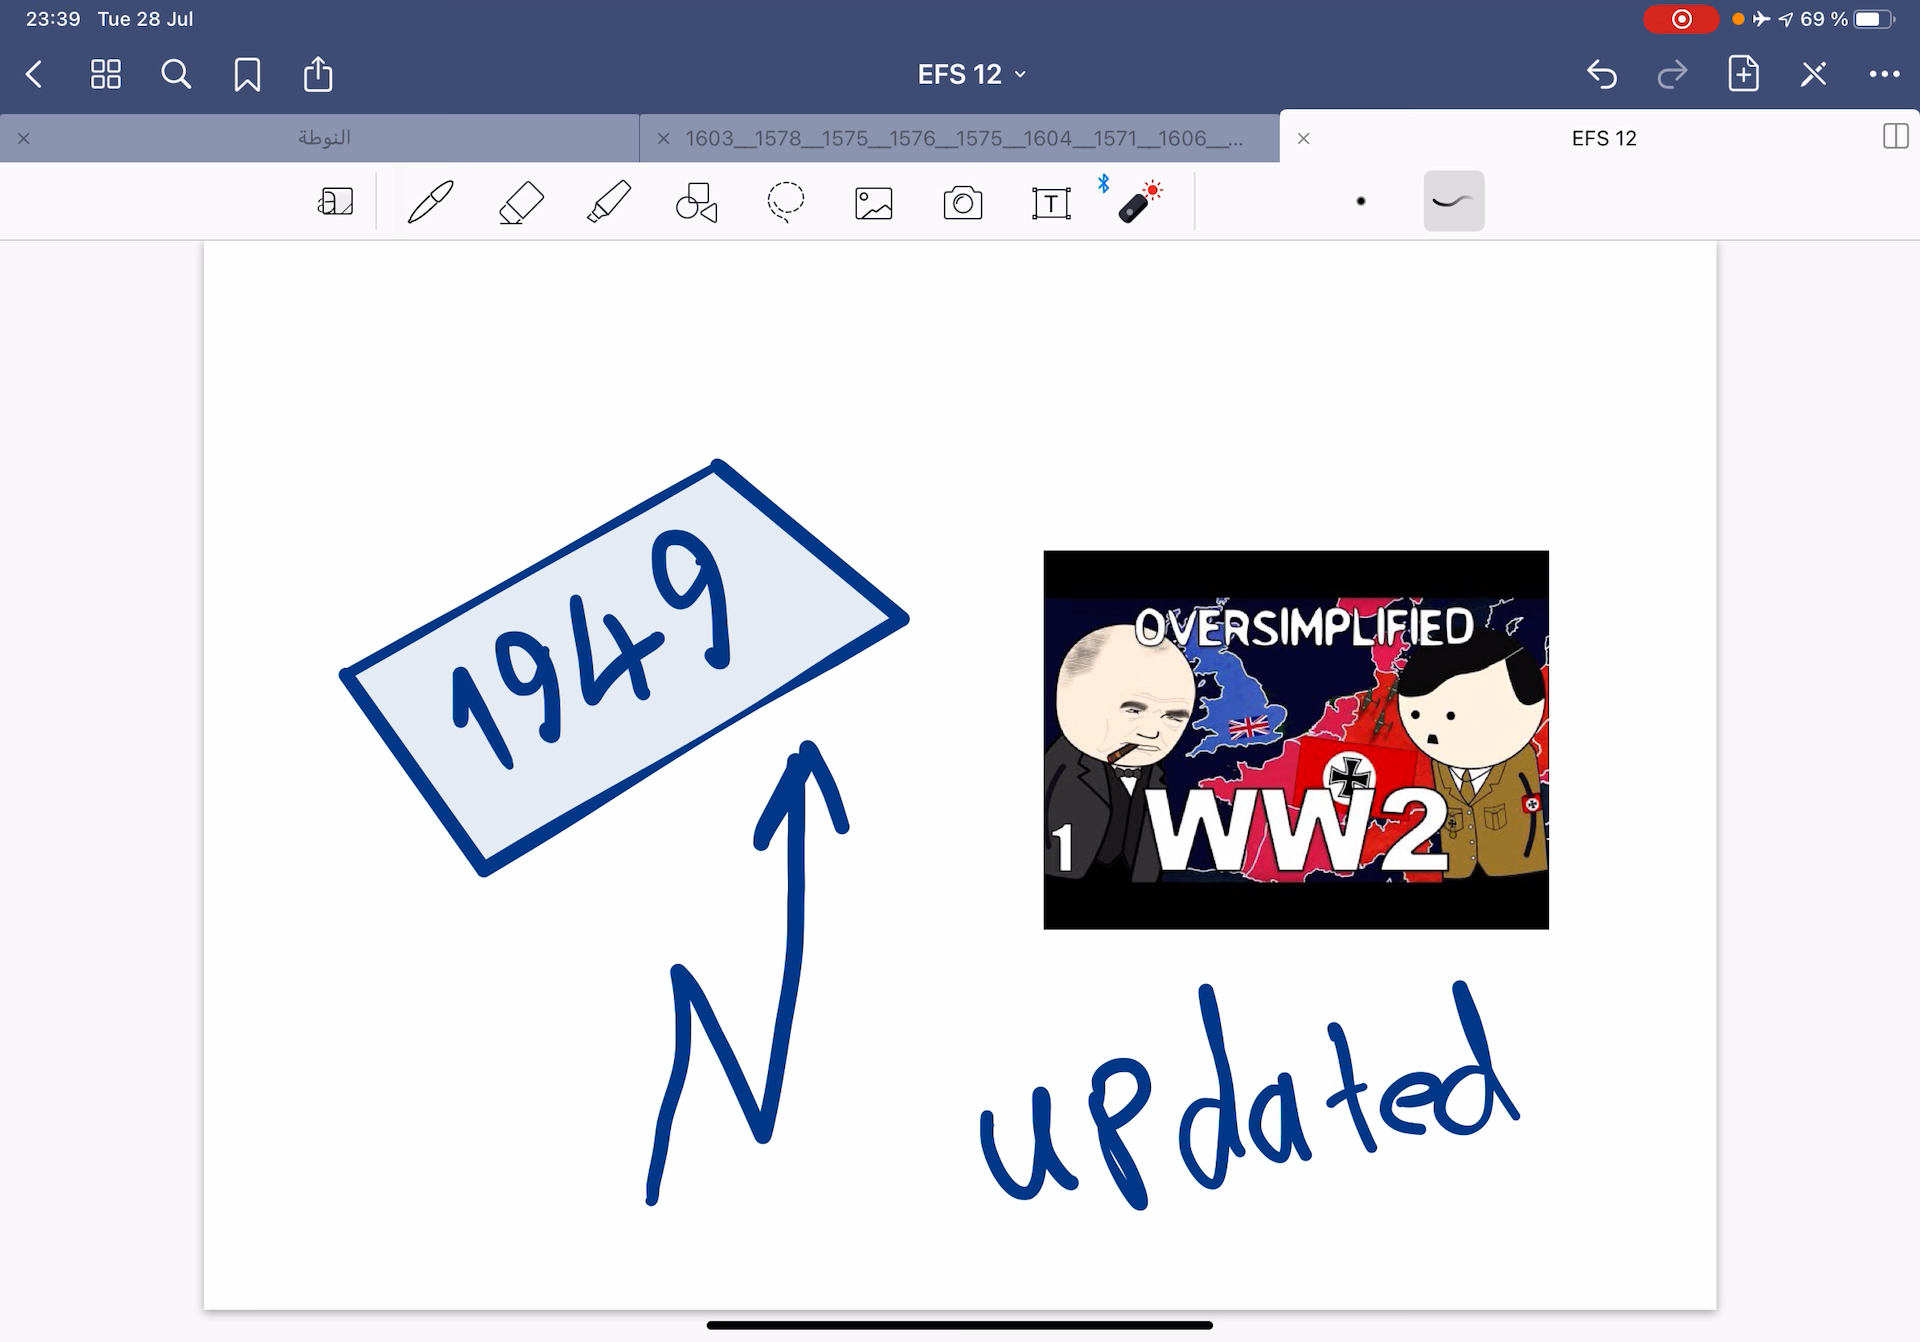 23:39 Tue 28 Jul
69 %
EFS 12
النوطة
1603__1578__1575__1576__1575__1604__1571__1606__...
EFS 12
a
T
1949
OVERSIMPLIFIED
1 WW2
updated